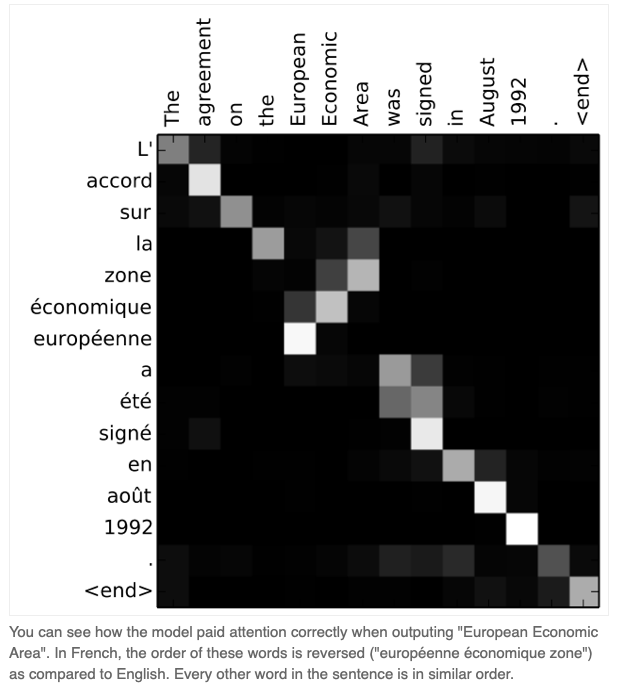 The agreement on the European Economic Area was signed in August 1992 . <end>
L'
accord
sur
la
zone
économique
européenne
a
été
signé
en
août
1992
.
<end>
You can see how the model paid attention correctly when outputing "European Economic
Area". In French, the order of these words is reversed ("européenne économique zone")
as compared to English. Every other word in the sentence is in similar order.